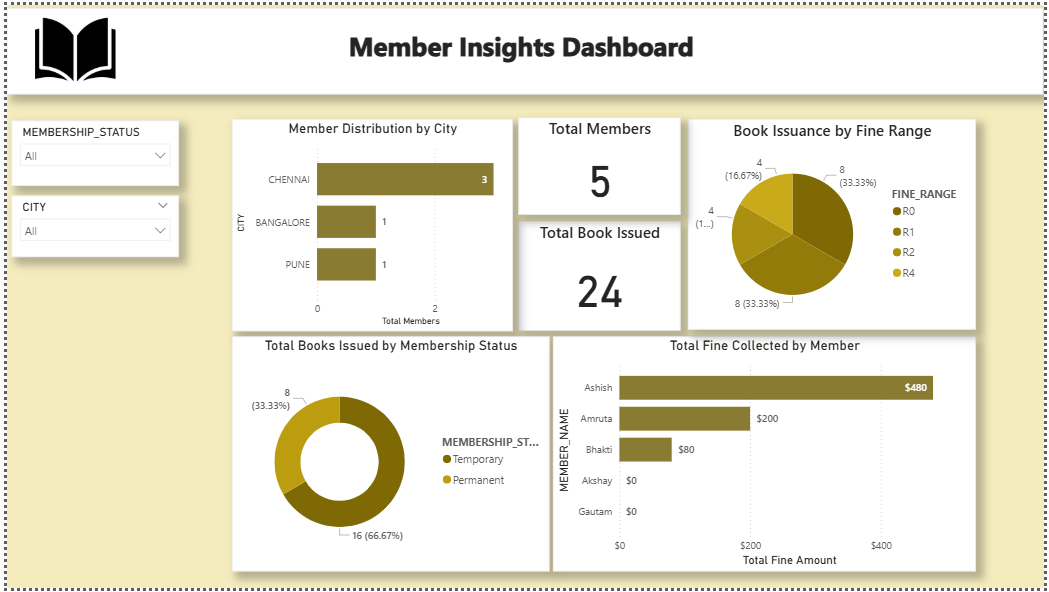 Member Insights Dashboard
MEMBERSHIP_STATUS
All
CITY
All
Member Distribution by City
CITY
CHENNAI
3
BANGALORE
1
PUNE
1
0
2
Total Members
Total Members
5
Total Book Issued
24
Book Issuance by Fine Range
4
(16.67%)
8
(33.33%)
4
(1...)
8 (33.33%)
FINE_RANGE
R0
R1
R2
R4
Total Books Issued by Membership Status
8
(33.33%)
16 (66.67%)
MEMBERSHIP_ST...
Temporary
Permanent
Total Fine Collected by Member
MEMBER_NAME
Ashish
$480
Amruta
$200
Bhakti
$80
Akshay
$0
Gautam
$0
$0
$200
$400
Total Fine Amount